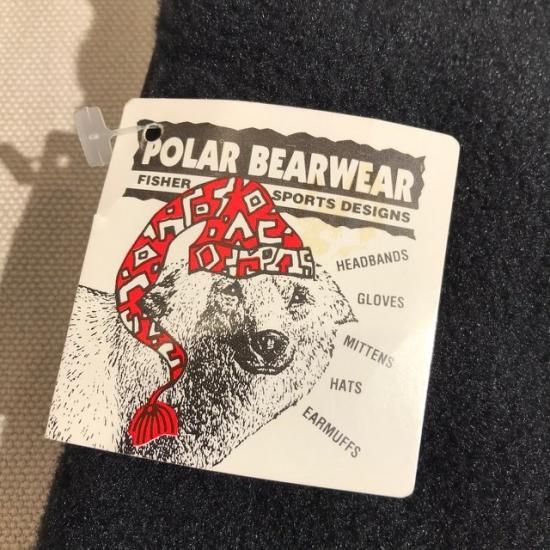 POLAR BEARWEAR
FISHER SPORTS DESIGNS
HEADBANDS
GLOVES
MITTENS
HATS
EARMUFFS